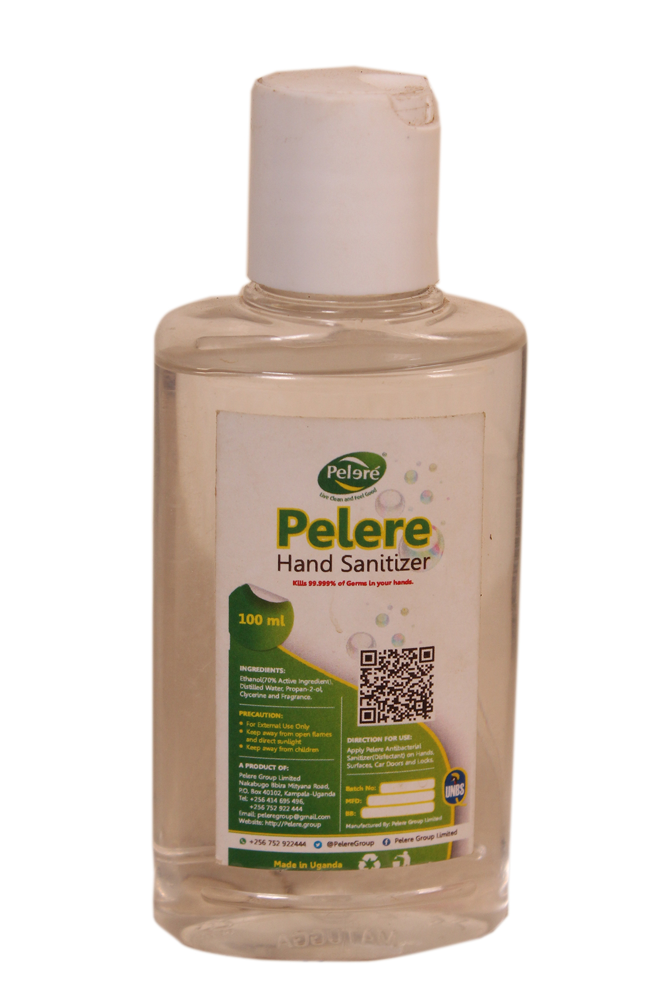 Peleré
®
Live Clean and Feel Good
Pelere
Hand Sanitizer
Kills 99.999% of Germs in your hands.
100 ml
INGREDIENTS:
Ethanol(70% Active Ingredient),
Distilled Water, Propan-2-ol,
Clycerine and Fragrance.
PRECAUTION:
• For External Use Only
• Keep away from open flames
and direct sunlight
• Keep away from children
A PRODUCT OF:
Pelere Group Limited
Nakabugo Bbira Mityana Road,
P.O. Box 40102, Kampala-Uganda
Tel: +256 414 695 496,
+256 752 922 444
Email: peleregroup@gmail.com
Website: http://Pelere.group
DIRECTION FOR USE:
Apply Pelere Antibacterial
Sanitizer(Disfectant) on Hands,
Surfaces, Car Doors and Locks.
Batch No:
MFD:
BB:
Manufactured By: Pelere Group Limited
UNBS
+256 752 922444 @PelereGroup Pelere Group Limited
Made in Uganda